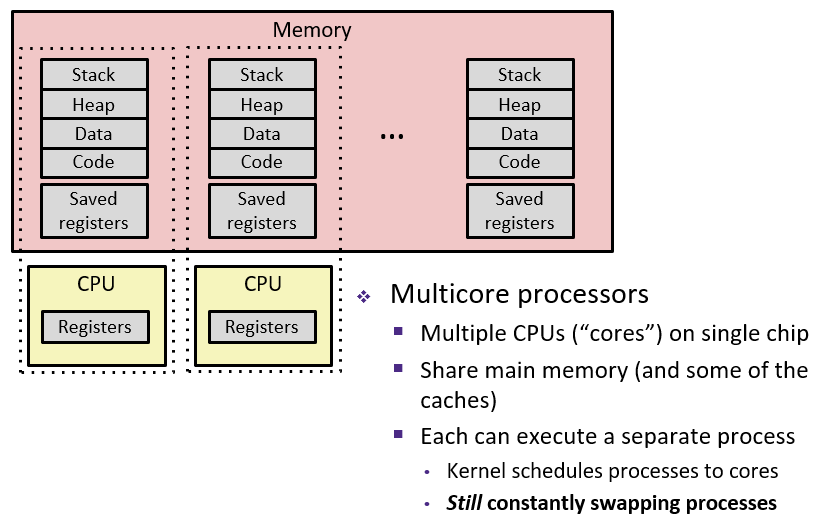 Memory
Stack
Heap
Data
Code
Saved
registers
Stack
Heap
Data
Code
Saved
registers
...
Stack
Heap
Data
Code
Saved
registers
CPU
Registers
CPU
Registers
❖ Multicore processors
▪ Multiple CPUs (“cores”) on single chip
▪ Share main memory (and some of the
caches)
▪ Each can execute a separate process
• Kernel schedules processes to cores
• Still constantly swapping processes